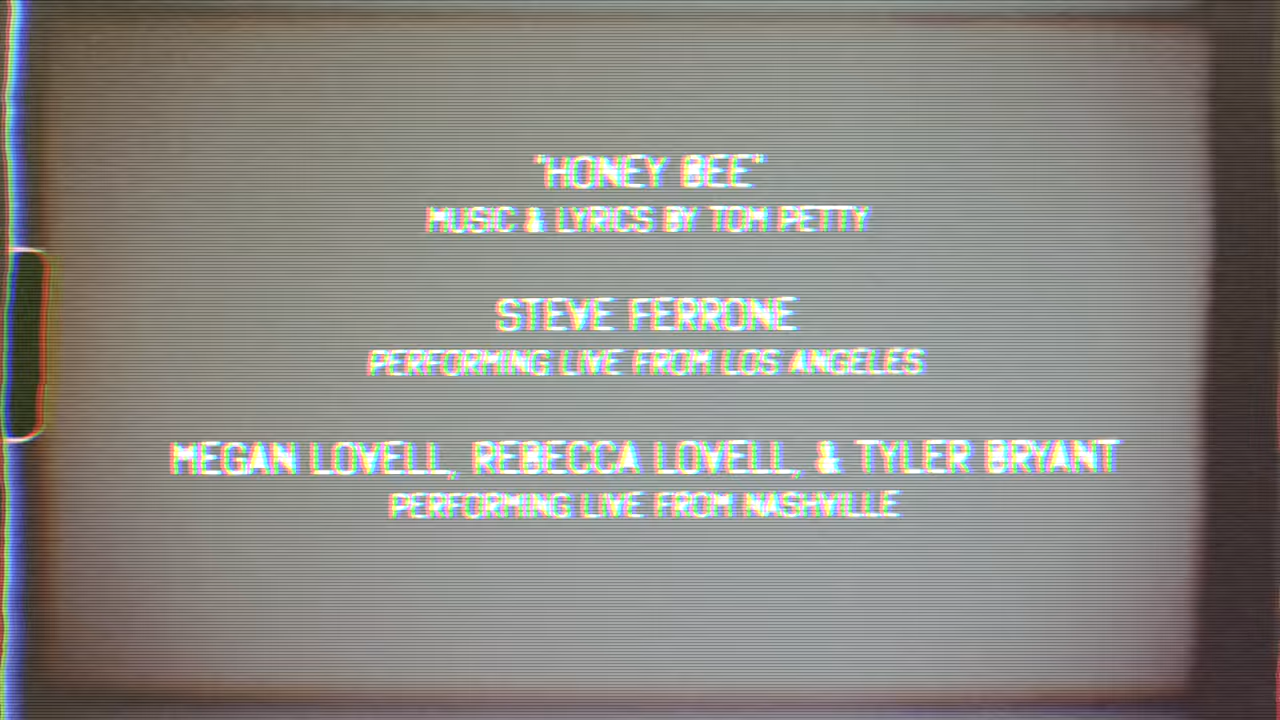 "HONEY BEE"
MUSIC & LYRICS BY TOM PETTY
STEVE FERRONE
PERFORMING LIVE FROM LOS ANGELES
MEGAN LOVELL, REBECCA LOVELL, & TYLER BRYANT
PERFORMING LIVE FROM NASHVILLE